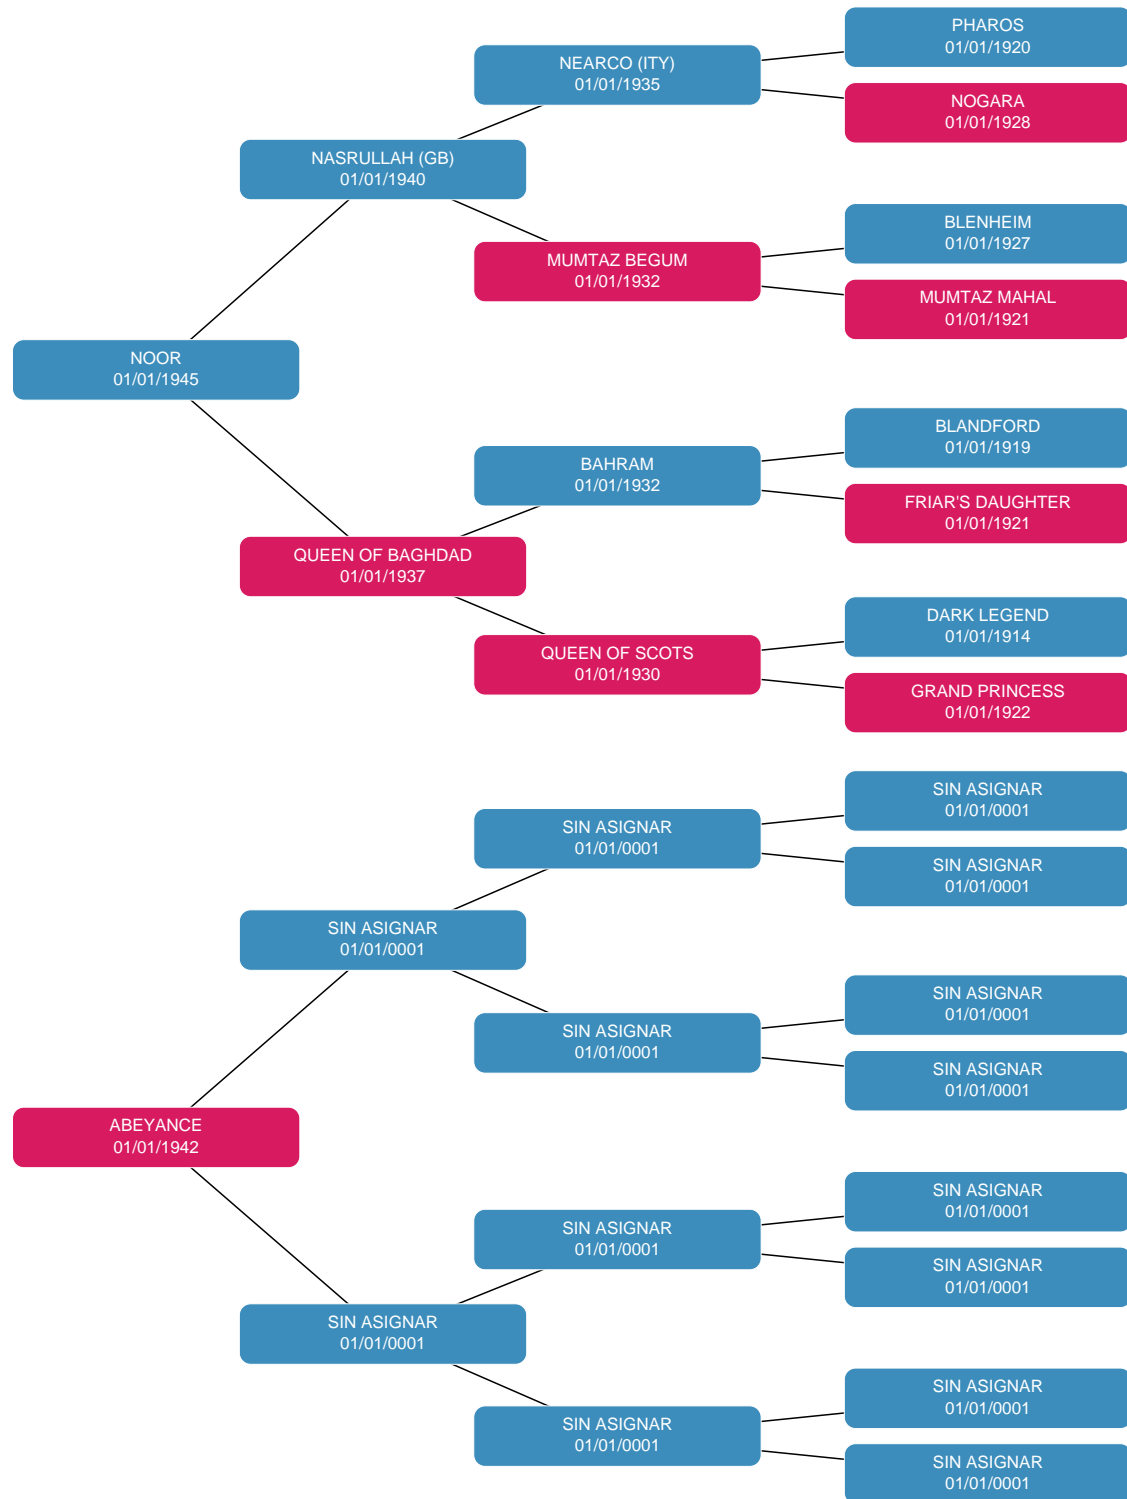 PHAROS
01/01/1920
NEARCO (ITY)
01/01/1935
NOGARA
01/01/1928
NASRULLAH (GB)
01/01/1940
BLENHEIM
01/01/1927
MUMTAZ BEGUM
01/01/1932
MUMTAZ MAHAL
01/01/1921
NOOR
01/01/1945
BLANDFORD
01/01/1919
BAHRAM
01/01/1932
FRIAR'S DAUGHTER
01/01/1921
QUEEN OF BAGHDAD
01/01/1937
DARK LEGEND
01/01/1914
QUEEN OF SCOTS
01/01/1930
GRAND PRINCESS
01/01/1922
SIN ASIGNAR
01/01/0001
SIN ASIGNAR
01/01/0001
SIN ASIGNAR
01/01/0001
SIN ASIGNAR
01/01/0001
SIN ASIGNAR
01/01/0001
SIN ASIGNAR
01/01/0001
SIN ASIGNAR
01/01/0001
ABEYANCE
01/01/1942
SIN ASIGNAR
01/01/0001
SIN ASIGNAR
01/01/0001
SIN ASIGNAR
01/01/0001
SIN ASIGNAR
01/01/0001
SIN ASIGNAR
01/01/0001
SIN ASIGNAR
01/01/0001
SIN ASIGNAR
01/01/0001